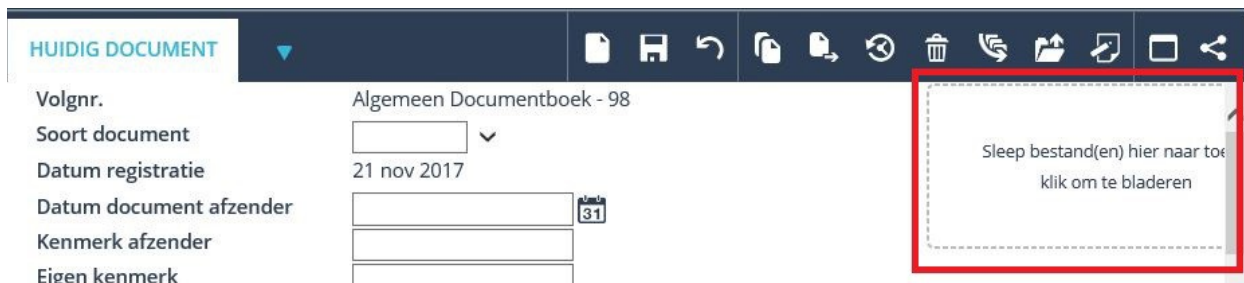 HUIDIG DOCUMENT
Volgnr. Algemeen Documentboek - 98
Soort document
Datum registratie 21 nov 2017
Datum document afzender 31
Kenmerk afzender
Eigen kenmerk
Sleep bestand(en) hier naar toe
klik om te bladeren